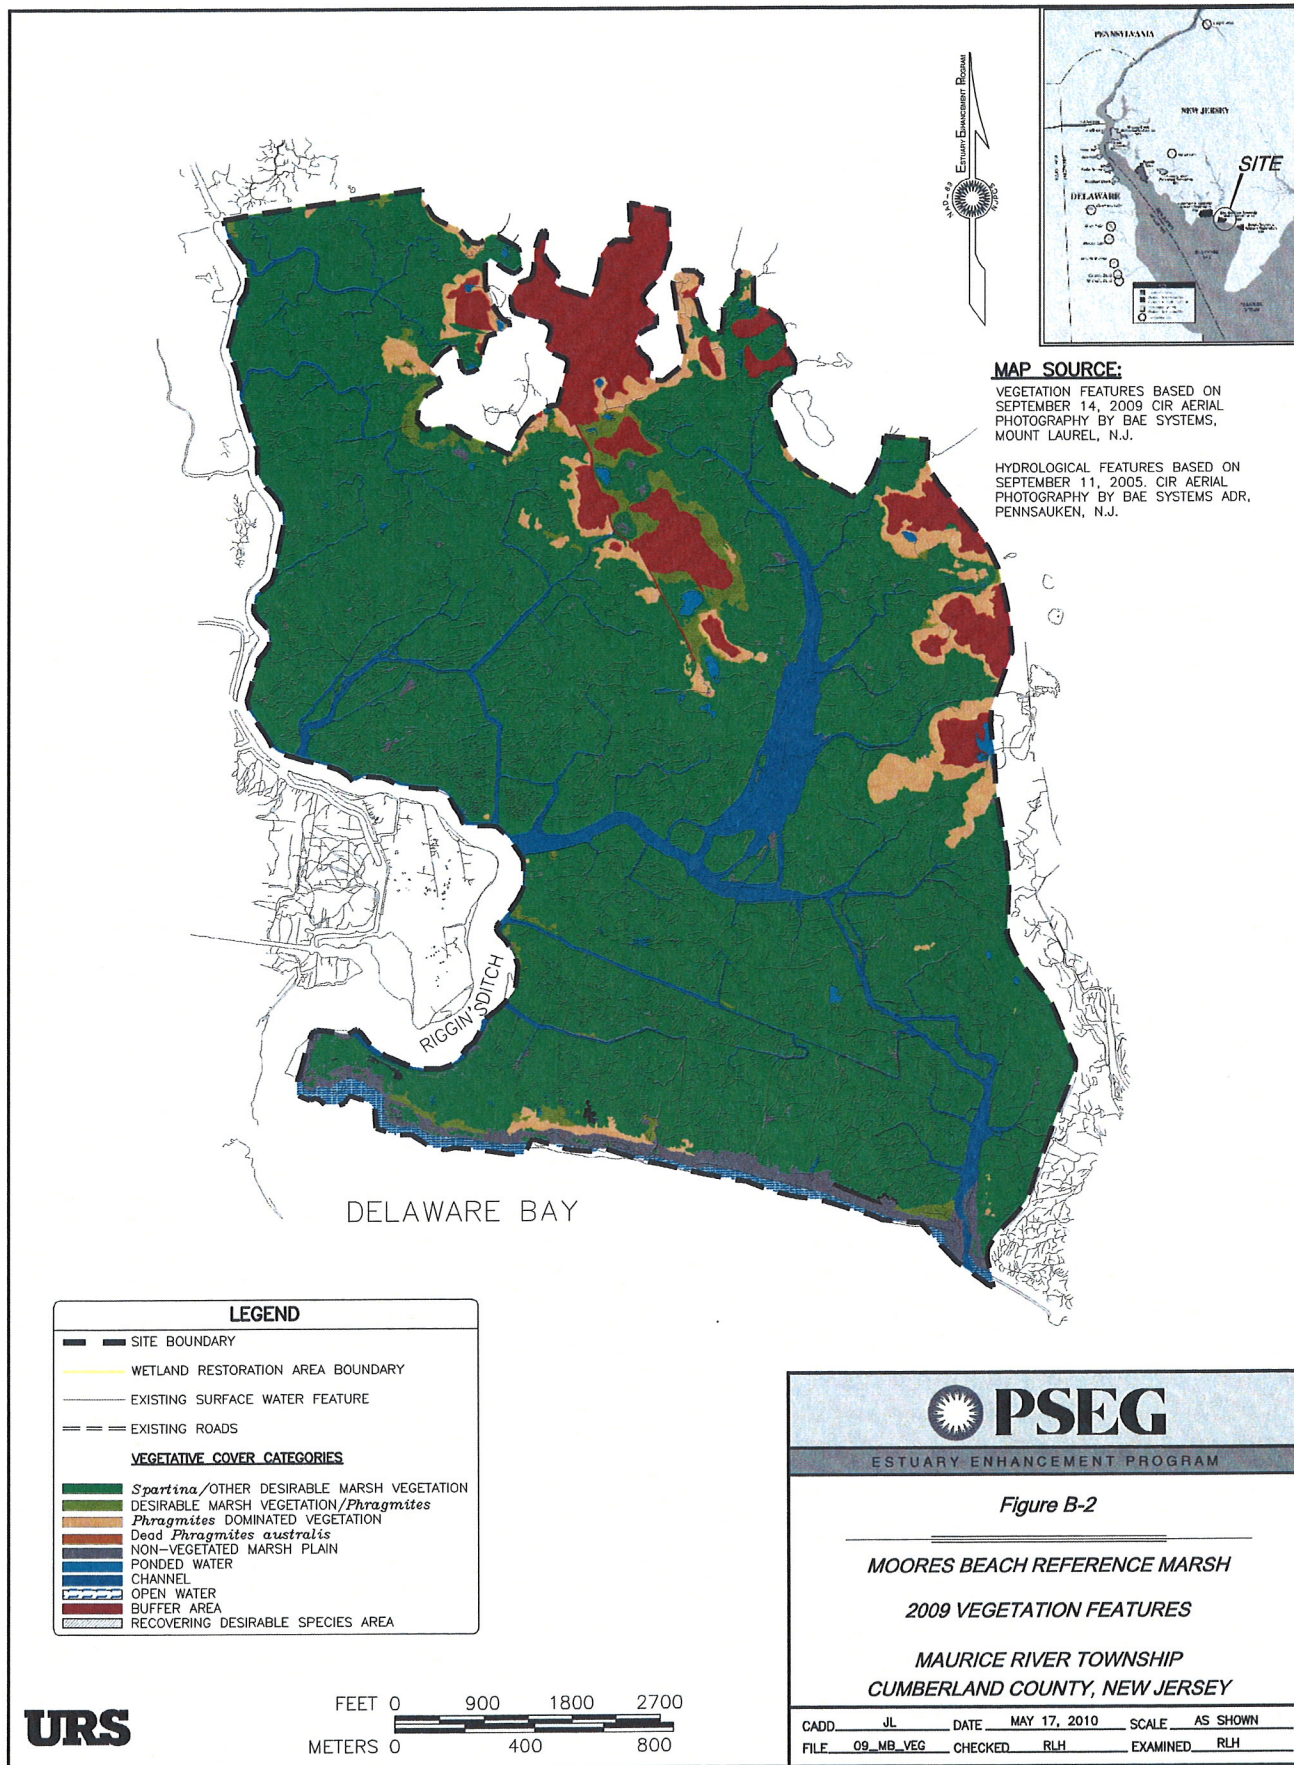 PENNSYLVANIA
NEW JERSEY
SITE
DELAWARE
ESTUARY ENHANCEMENT PROGRAM
NAD-83
NJSPCS
MAP SOURCE:
VEGETATION FEATURES BASED ON
SEPTEMBER 14, 2009 CIR AERIAL
PHOTOGRAPHY BY BAE SYSTEMS,
MOUNT LAUREL, N.J.
HYDROLOGICAL FEATURES BASED ON
SEPTEMBER 11, 2005. CIR AERIAL
PHOTOGRAPHY BY BAE SYSTEMS ADR,
PENNSAUKEN, N.J.
RIGGIN'S DITCH
DELAWARE BAY
LEGEND
SITE BOUNDARY
WETLAND RESTORATION AREA BOUNDARY
EXISTING SURFACE WATER FEATURE
EXISTING ROADS
VEGETATIVE COVER CATEGORIES
Spartina/OTHER DESIRABLE MARSH VEGETATION
DESIRABLE MARSH VEGETATION/Phragmites
Phragmites DOMINATED VEGETATION
Dead Phragmites australis
NON-VEGETATED MARSH PLAIN
PONDED WATER
CHANNEL
OPEN WATER
BUFFER AREA
RECOVERING DESIRABLE SPECIES AREA
PSEG
ESTUARY ENHANCEMENT PROGRAM
Figure B-2
MOORES BEACH REFERENCE MARSH
2009 VEGETATION FEATURES
MAURICE RIVER TOWNSHIP
CUMBERLAND COUNTY, NEW JERSEY
CADD JL DATE MAY 17, 2010 SCALE AS SHOWN
FILE 09_MB_VEG CHECKED RLH EXAMINED RLH
URS
FEET 0 900 1800 2700
METERS 0 400 800